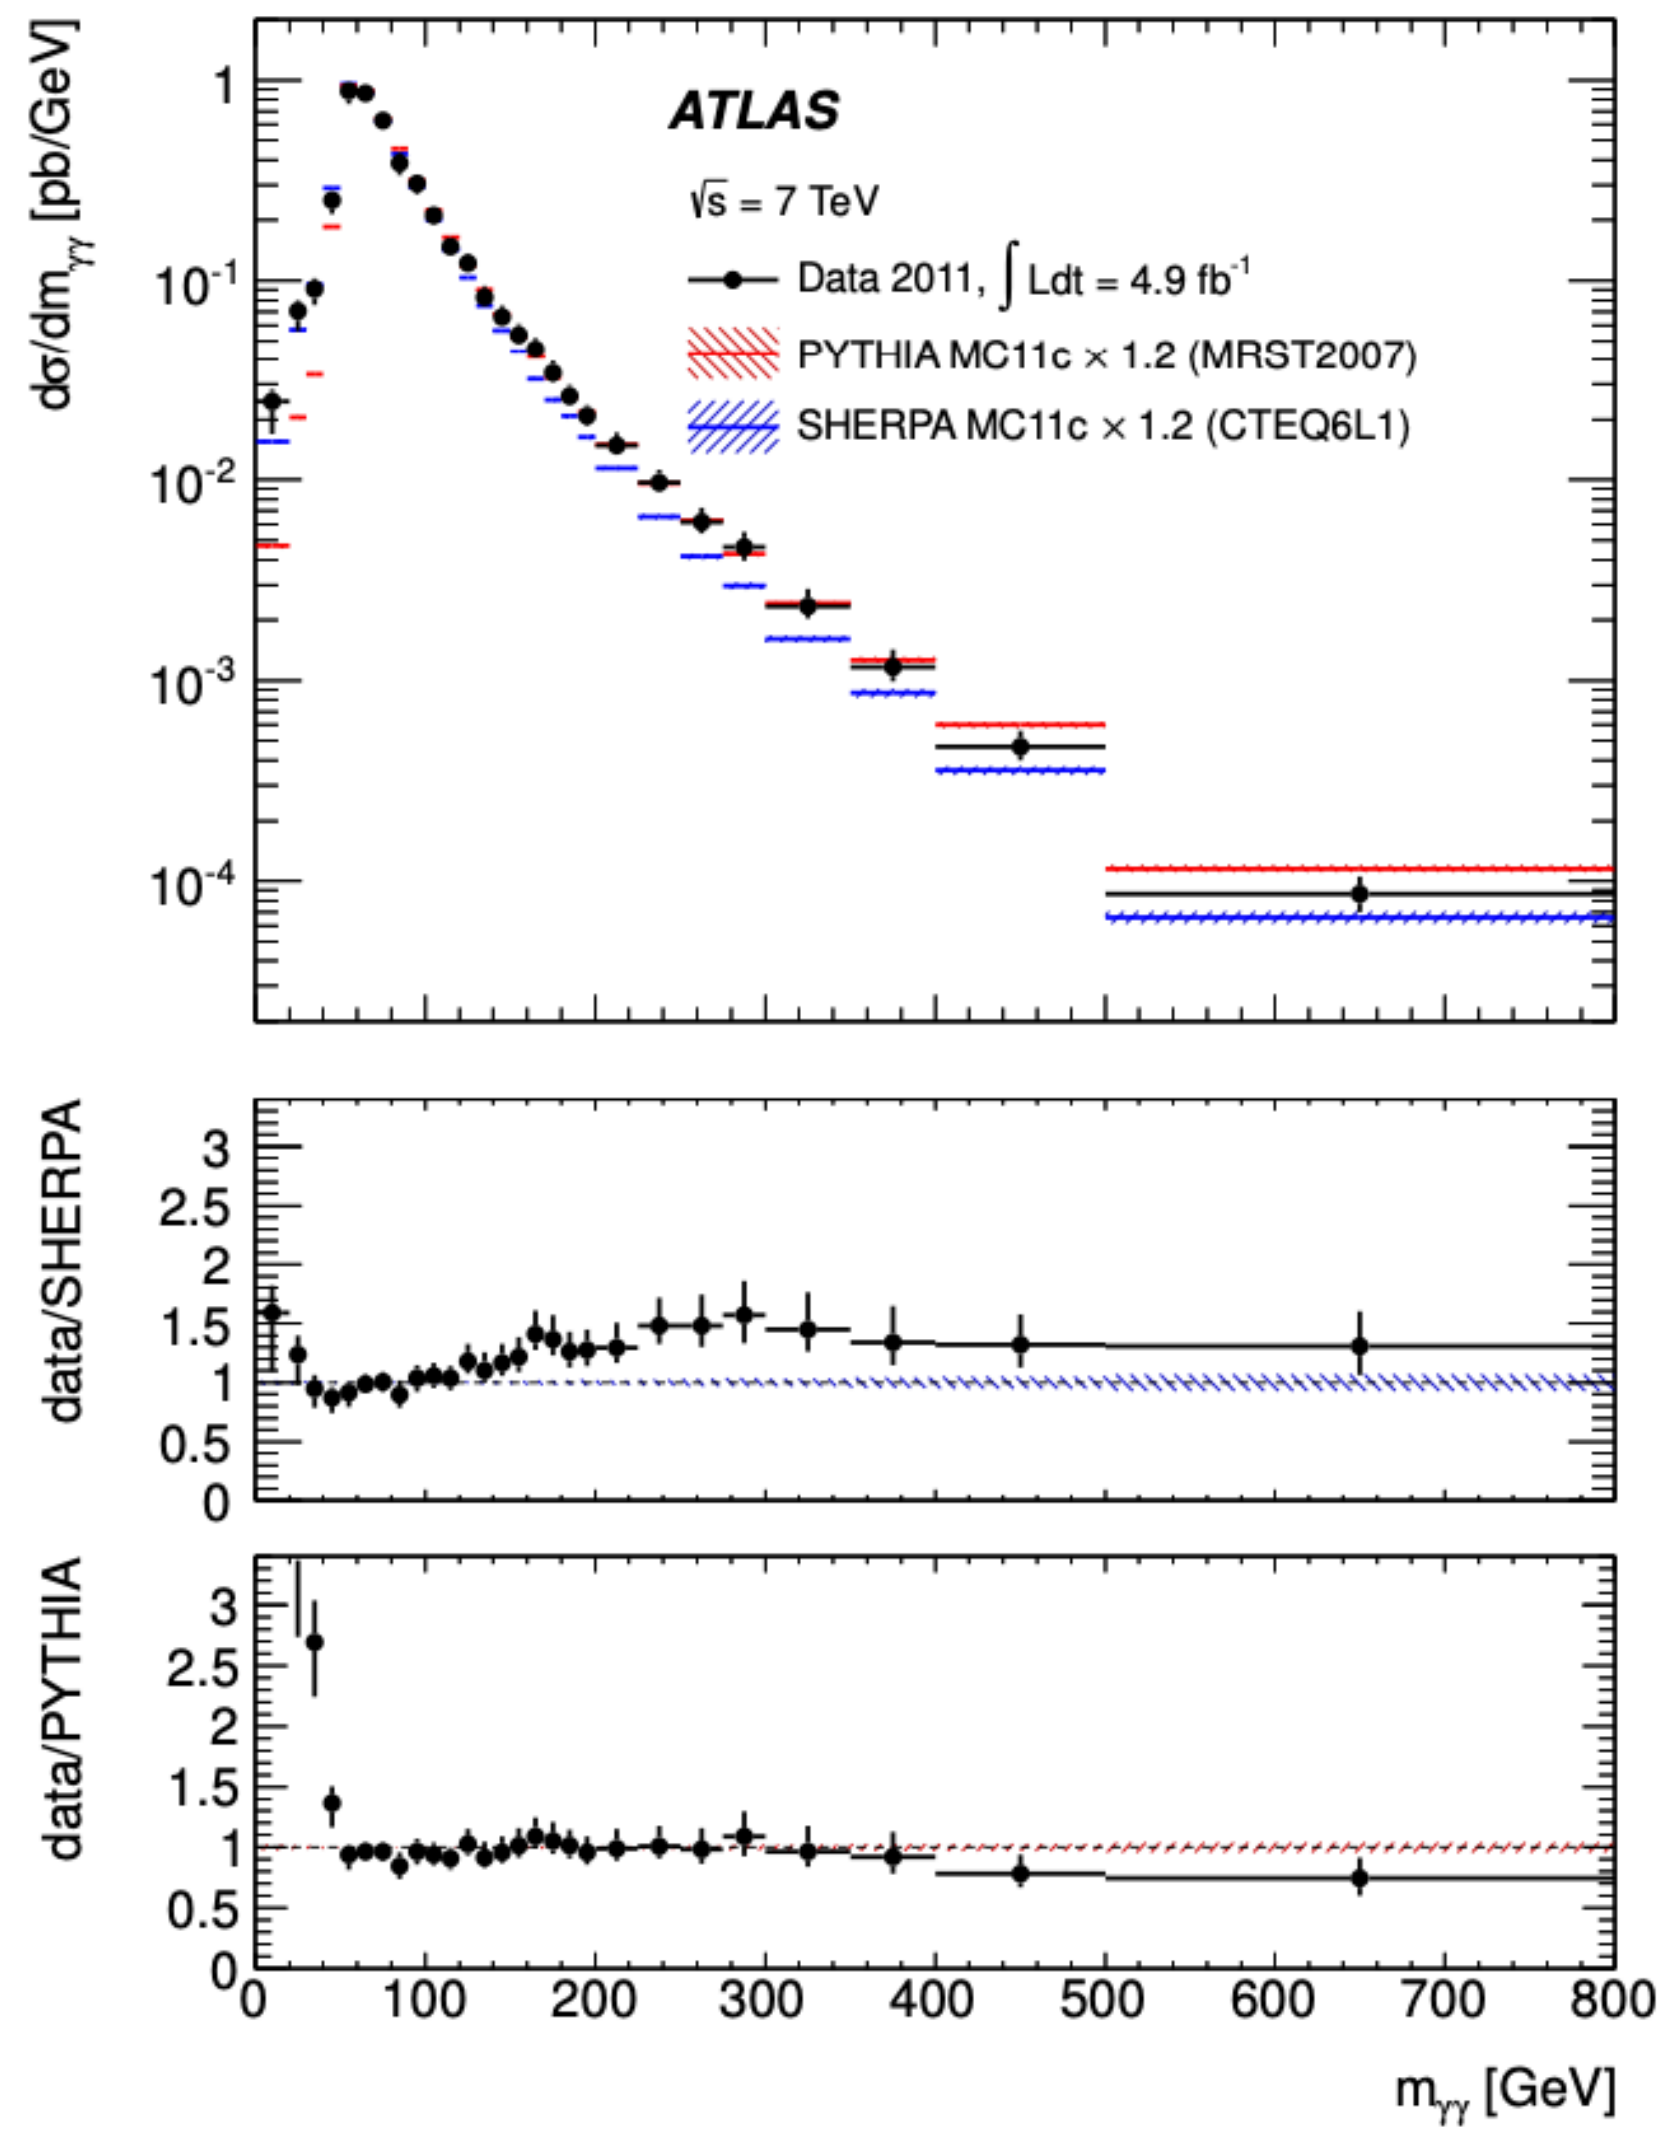 dσ/dmγγ [pb/GeV]
1
10-1
10-2
10-3
10-4
ATLAS
√s = 7 TeV
Data 2011, ∫ Ldt = 4.9 fb-1
PYTHIA MC11c × 1.2 (MRST2007)
SHERPA MC11c × 1.2 (CTEQ6L1)
data/SHERPA
3
2.5
2
1.5
1
0.5
0
data/PYTHIA
3
2.5
2
1.5
1
0.5
0
0 100 200 300 400 500 600 700 800
mγγ [GeV]